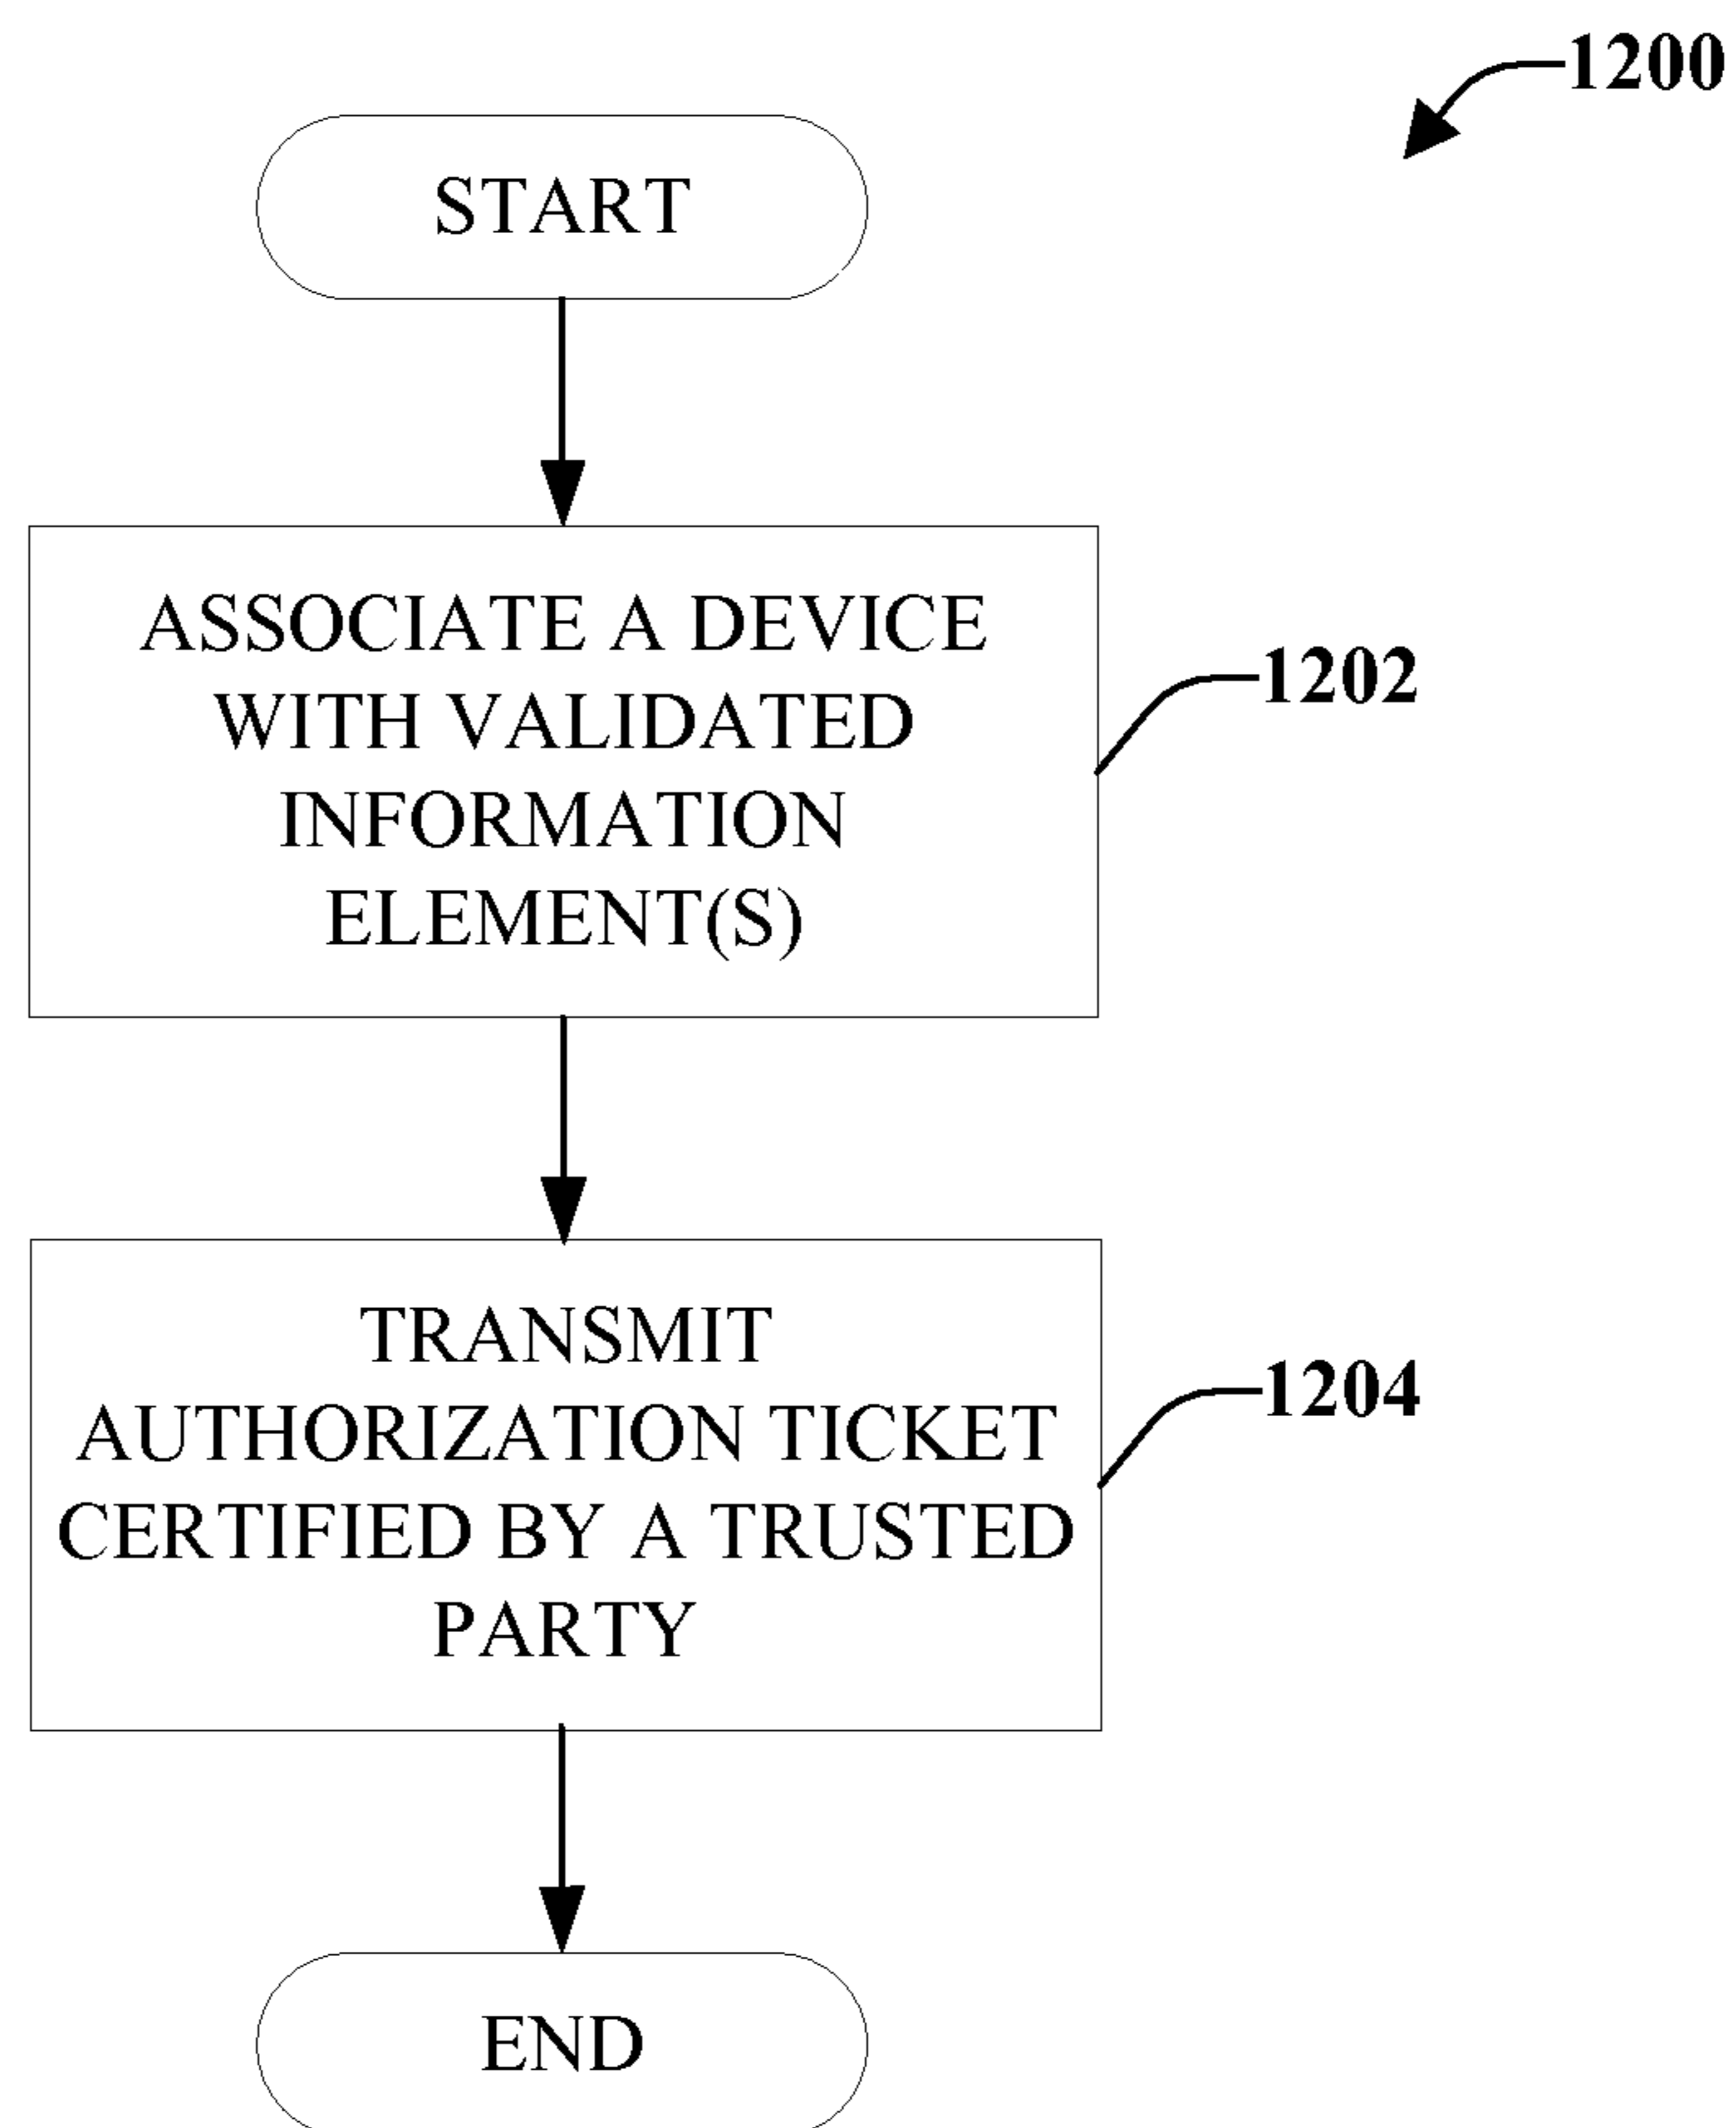 1200
START
ASSOCIATE A DEVICE
WITH VALIDATED
INFORMATION
ELEMENT(S)
1202
TRANSMIT
AUTHORIZATION TICKET
CERTIFIED BY A TRUSTED
PARTY
1204
END